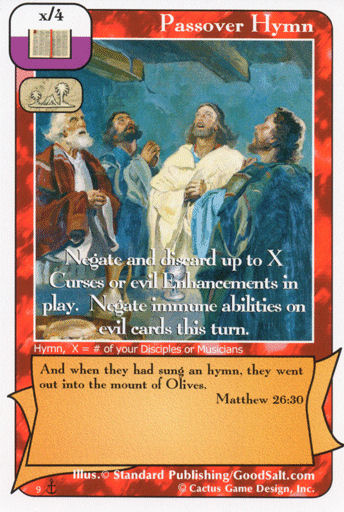 x/4
Passover Hymn
Negate and discard up to X
Curses or evil Enhancements in
play. Negate immune abilities on
evil cards this turn.
Hymn, X = # of your Disciples or Musicians
And when they had sung an hymn, they went
out into the mount of Olives.
Matthew 26:30
Illus.© Standard Publishing/GoodSalt.com
9
© Cactus Game Design, Inc.